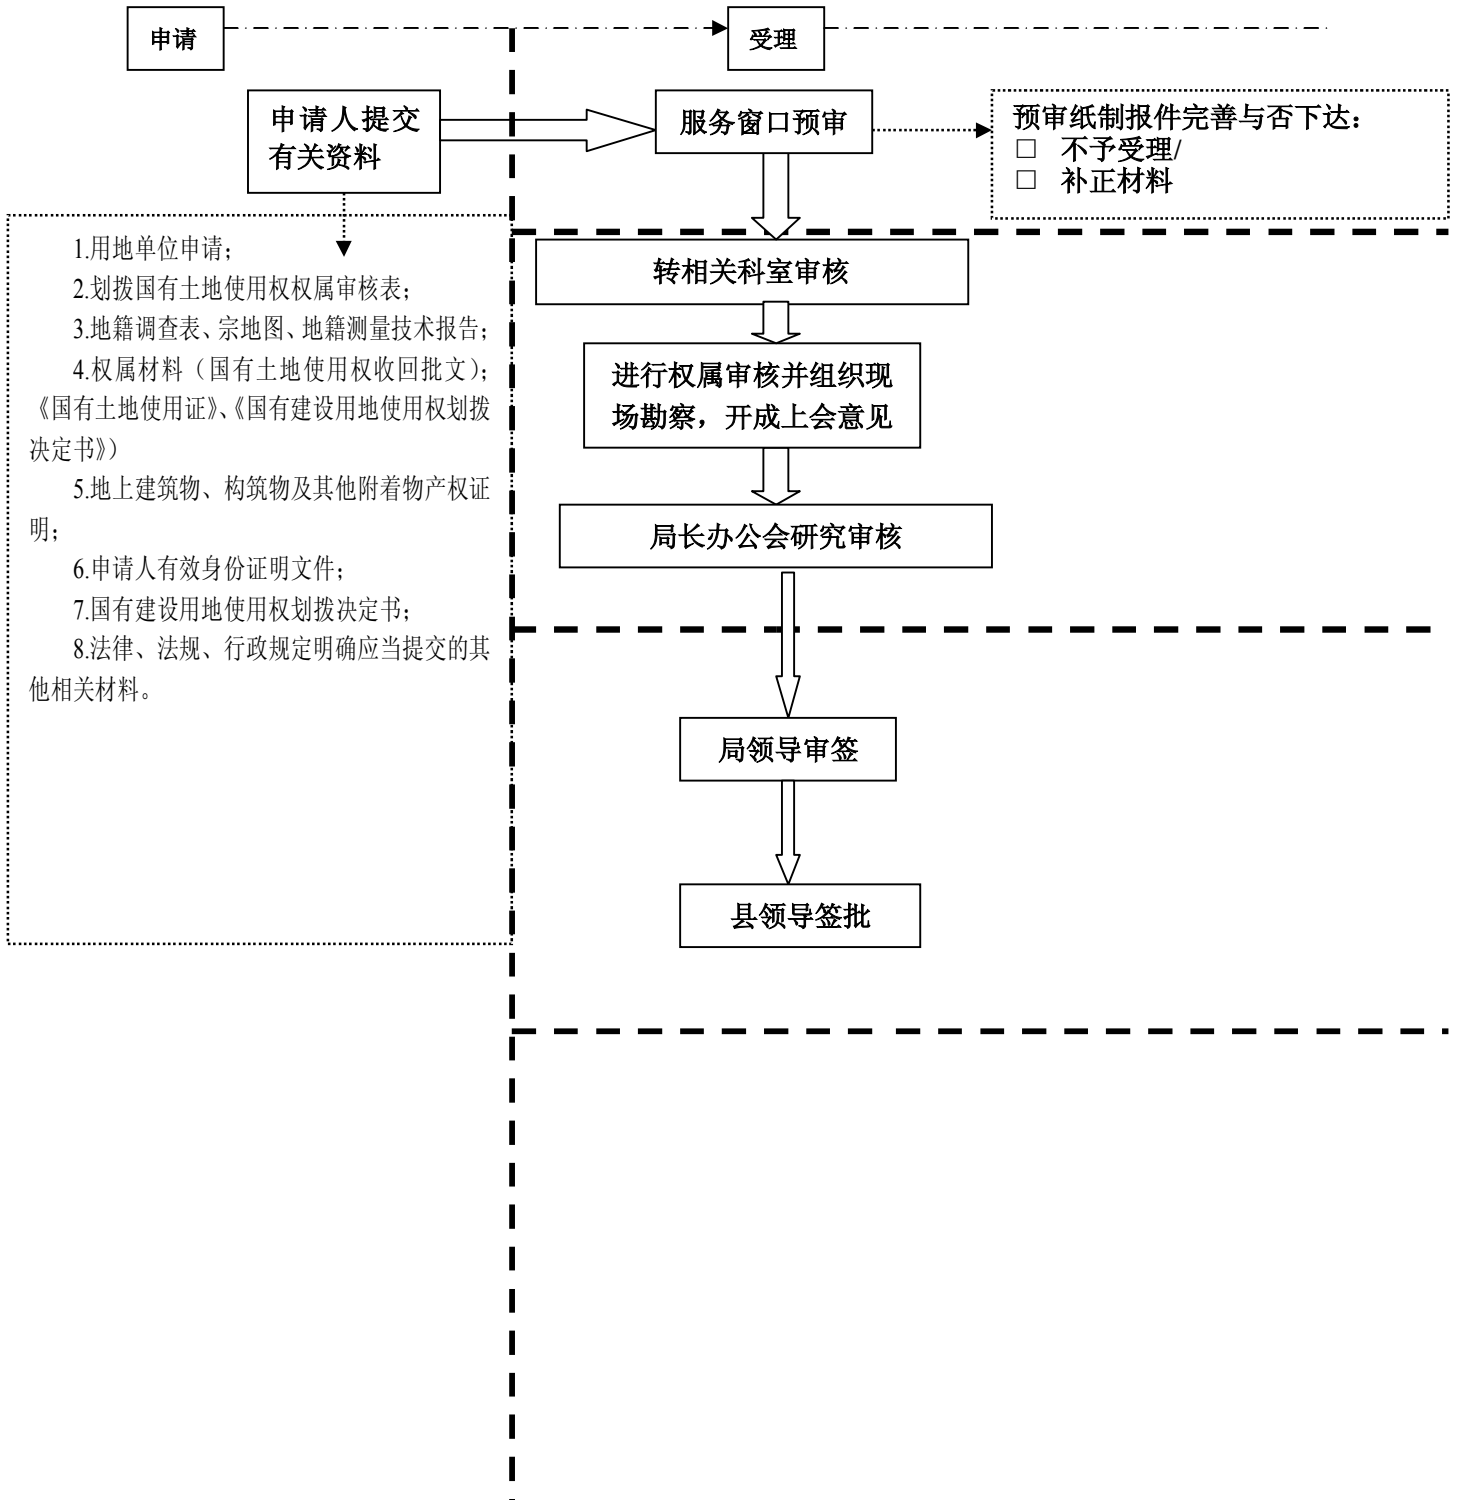 申请
受理
申请人提交
有关资料
服务窗口预审
预审纸制报件完善与否下达：
□ 不予受理/
□ 补正材料
1.用地单位申请；
2.划拨国有土地使用权权属审核表；
3.地籍调查表、宗地图、地籍测量技术报告；
4.权属材料（国有土地使用权收回批文）；
《国有土地使用证》、《国有建设用地使用权划拨
决定书》）
5.地上建筑物、构筑物及其他附着物产权证
明；
6.申请人有效身份证明文件；
7.国有建设用地使用权划拨决定书；
8.法律、法规、行政规定明确应当提交的其
他相关材料。
转相关科室审核
进行权属审核并组织现
场勘察，开成上会意见
局长办公会研究审核
局领导审签
县领导签批